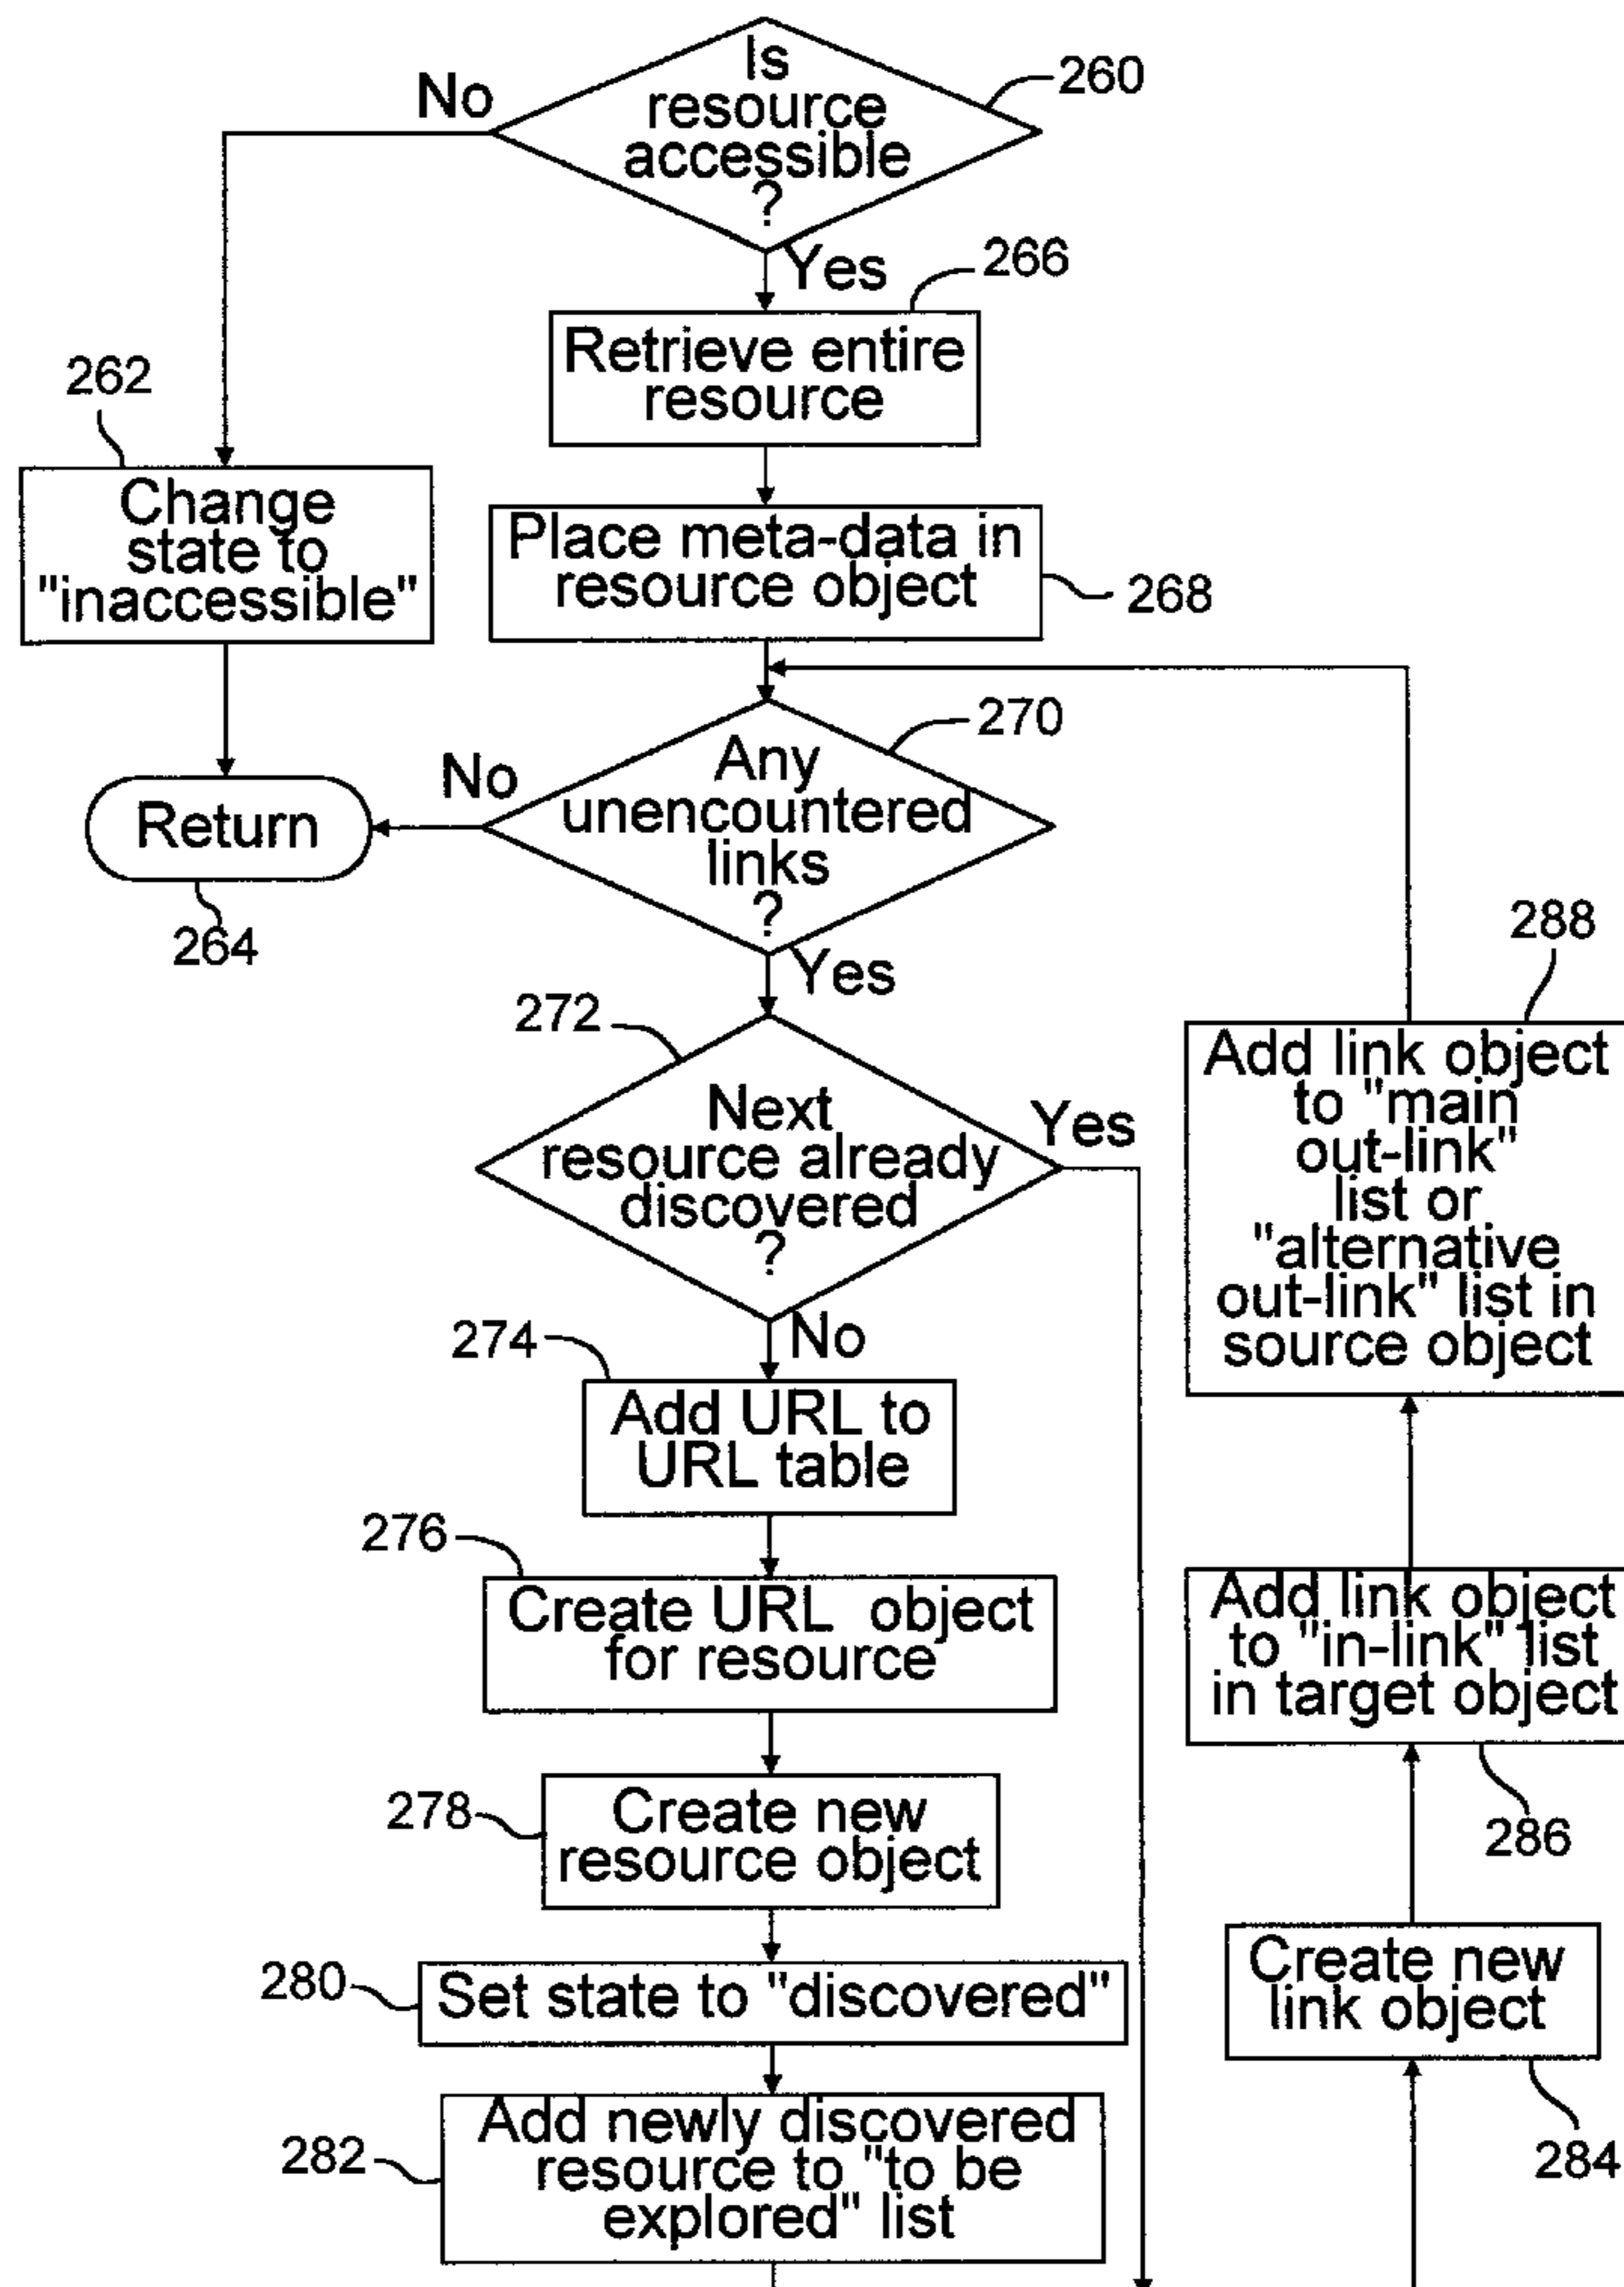 Is
resource
accessible
?
260
No
Yes
266
Retrieve entire
resource
262
Change
state to
"inaccessible"
Place meta-data in
resource object
268
270
Any
unencountered
links
?
No
Return
264
Yes
272
Next
resource already
discovered
?
Yes
288
Add link object
to "main
out-link"
list or
"alternative
out-link" list in
source object
No
274
Add URL to
URL table
276
Create URL object
for resource
Add link object
to "in-link" list
in target object
286
278
Create new
resource object
280
Set state to "discovered"
Create new
link object
284
282
Add newly discovered
resource to "to be
explored" list